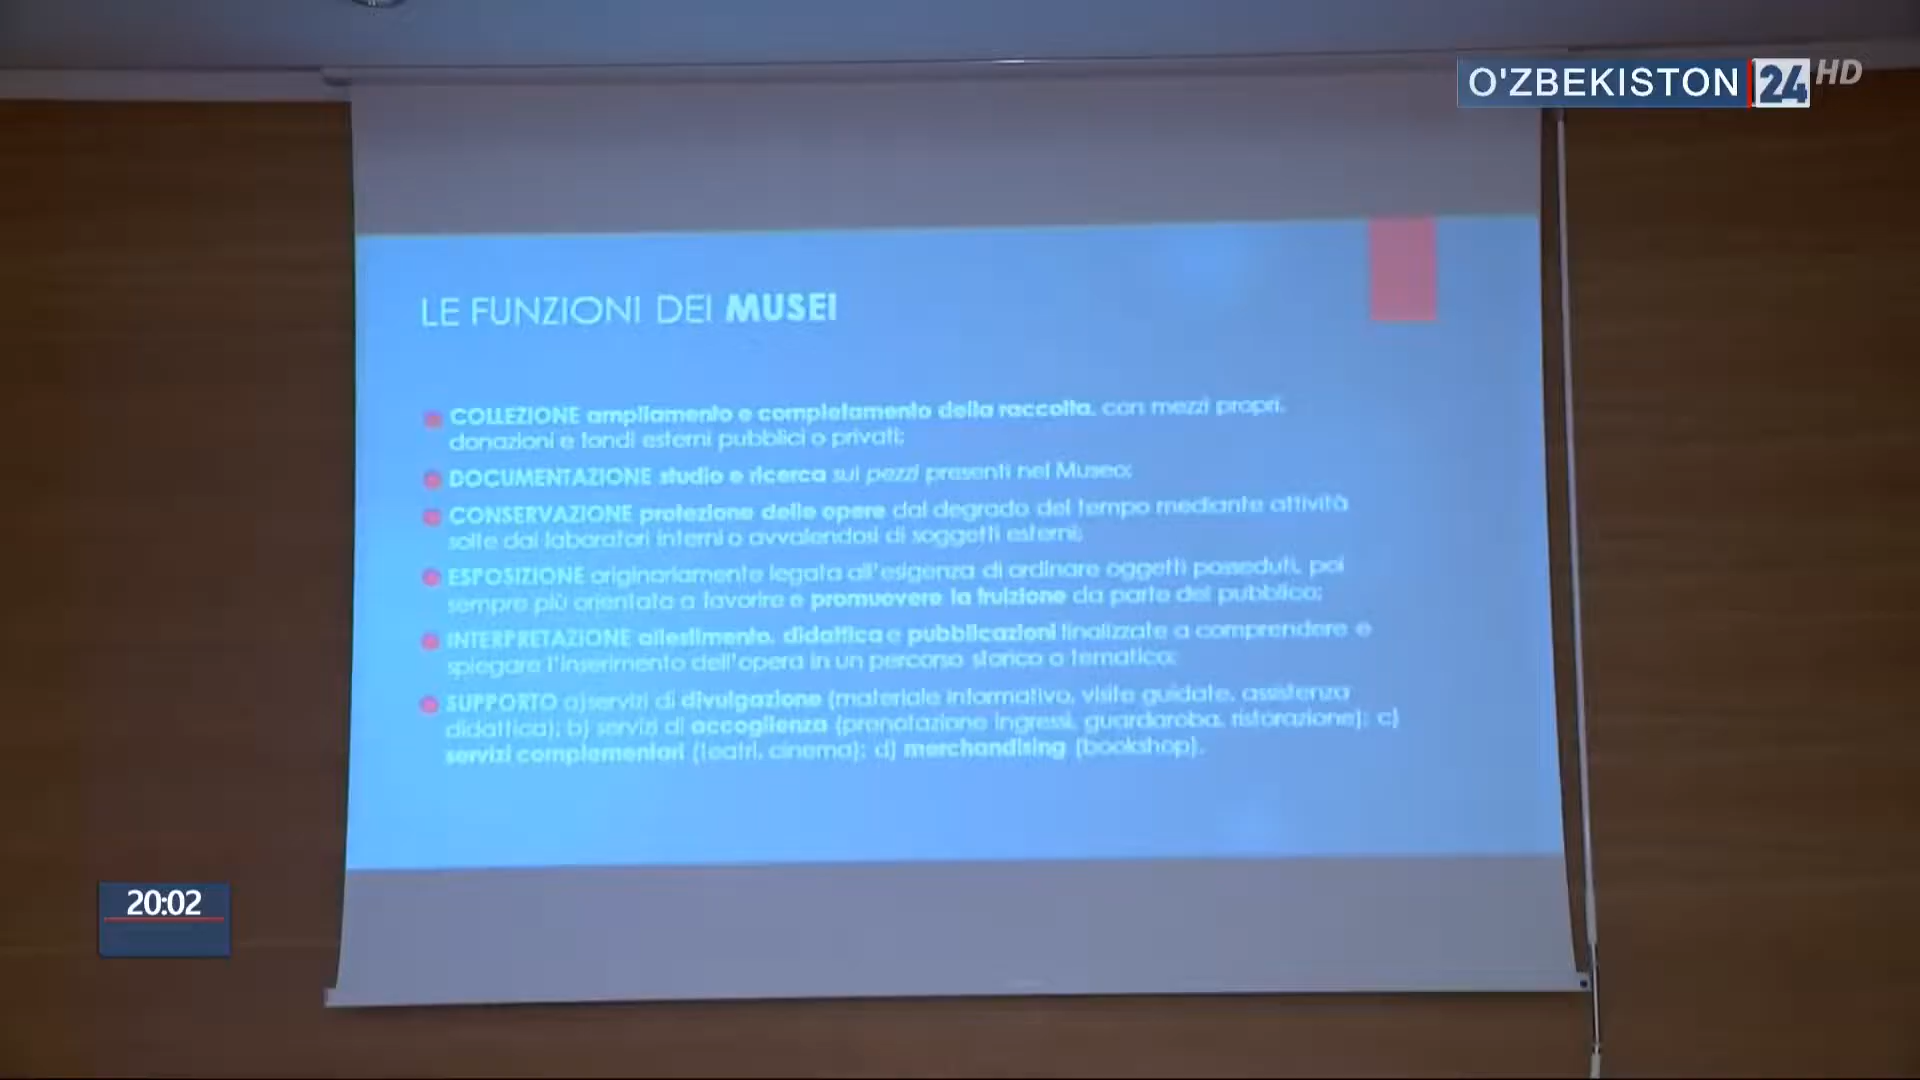 O'ZBEKISTON 24 HD
LE FUNZIONI DEI MUSEI
COLLEZIONE ampliamento e completamento della raccolta, con mezzi propri,
donazioni e fondi esterni pubblici o privati;
DOCUMENTAZIONE studio e ricerca sui pezzi presenti nel Museo;
CONSERVAZIONE protezione delle opere dal degrado del tempo mediante attività
solte dai laboratori interni o avvalendosi di soggetti esterni;
ESPOSIZIONE originariamente legata all'esigenza di ordinare oggetti posseduti, poi
sempre più orientata a favorire e promuovere la fruizione da parte del pubblico;
INTERPRETAZIONE allestimento, didattica e pubblicazioni finalizzate a comprendere e
spiegare l'inserimento dell'opera in un percorso storico o tematico;
SUPPORTO a)servizi di divulgazione (materiale informativo, visite guidate, assistenza
didattica); b) servizi di accoglienza (prenotazione ingressi, guardaroba, ristorazione); c)
servizi complementari (teatri, cinema); d) merchandising (bookshop).
20:02